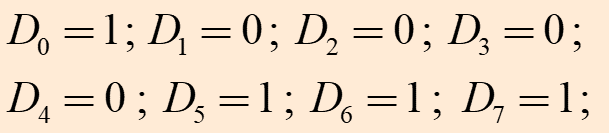 D₀ = 1; D₁ = 0; D₂ = 0; D₃ = 0;
D₄ = 0; D₅ = 1; D₆ = 1; D₇ = 1;